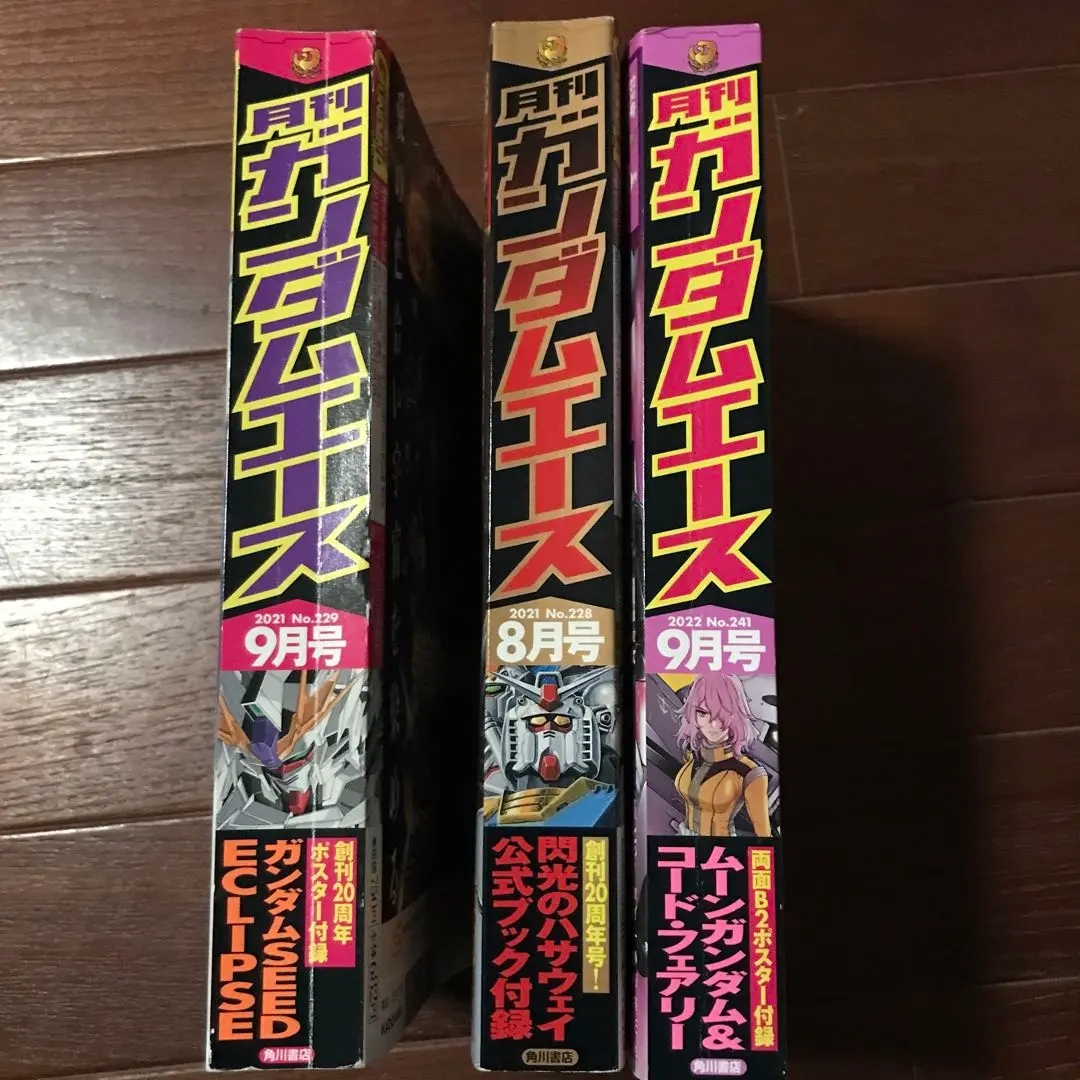 月刊ガンダムエース
2021 No.229
9月号
創刊20周年
ポスター付録
ガンダムSEED
ECLIPSE
角川書店
月刊ガンダムエース
2021 No.228
8月号
創刊20周年号!
閃光のハサウェイ
公式ブック付録
角川書店
月刊ガンダムエース
2022 No.241
9月号
両面B2ポスター付録
ムーンガンダム&
コード・フェアリー
角川書店